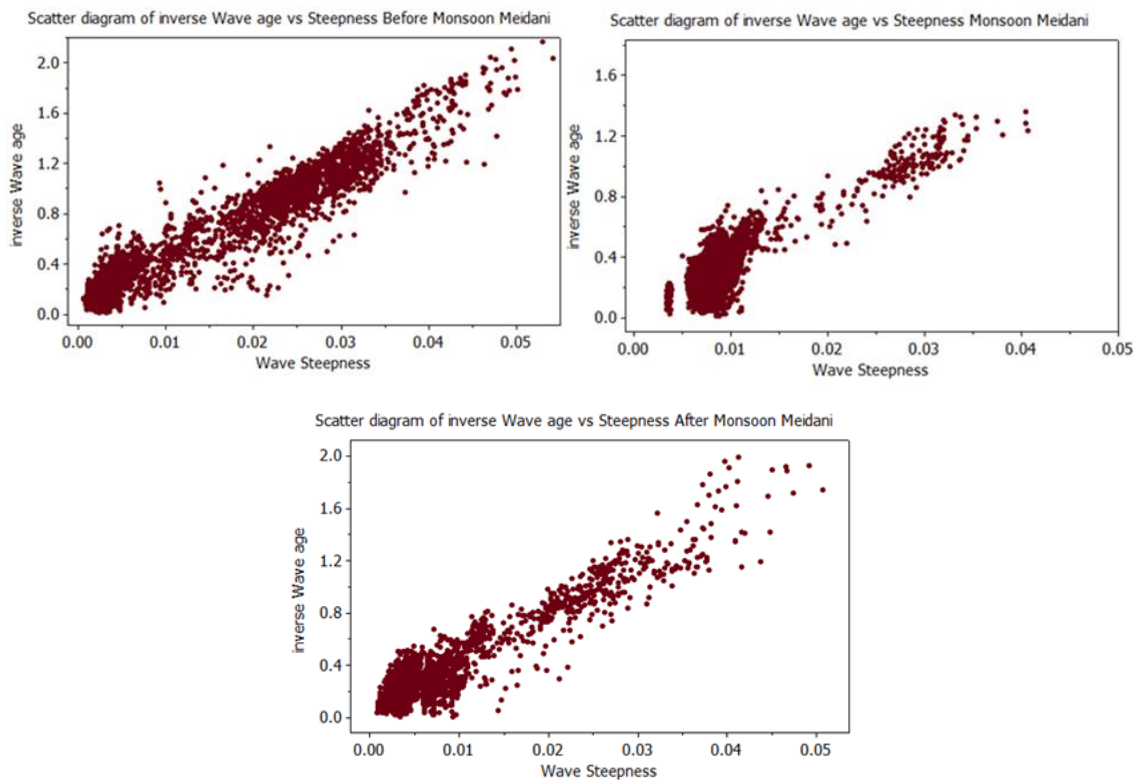 Scatter diagram of inverse Wave age vs Steepness Before Monsoon Meidani
inverse Wave age
2.0
1.6
1.2
0.8
0.4
0.0
0.00 0.01 0.02 0.03 0.04 0.05
Wave Steepness
Scatter diagram of inverse Wave age vs Steepness Monsoon Meidani
inverse Wave age
1.6
1.2
0.8
0.4
0.0
0.00 0.01 0.02 0.03 0.04 0.05
Wave Steepness
Scatter diagram of inverse Wave age vs Steepness After Monsoon Meidani
inverse Wave age
2.0
1.6
1.2
0.8
0.4
0.0
0.00 0.01 0.02 0.03 0.04 0.05
Wave Steepness